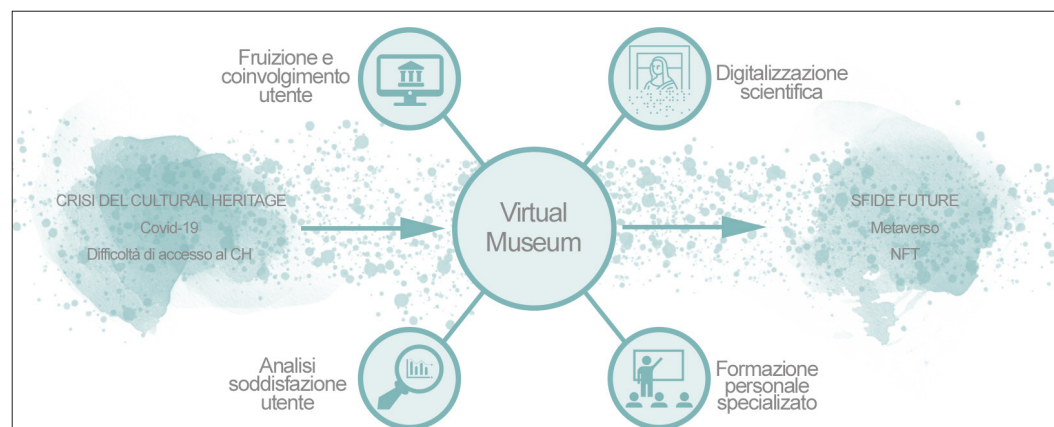 Fruizione e
coinvolgimento
utente
Digitalizzazione
scientifica
CRISI DEL CULTURAL HERITAGE
Covid-19
Difficoltà di accesso al CH
Virtual
Museum
SFIDE FUTURE
Metaverso
NFT
Analisi
soddisfazione
utente
Formazione
personale
specializato